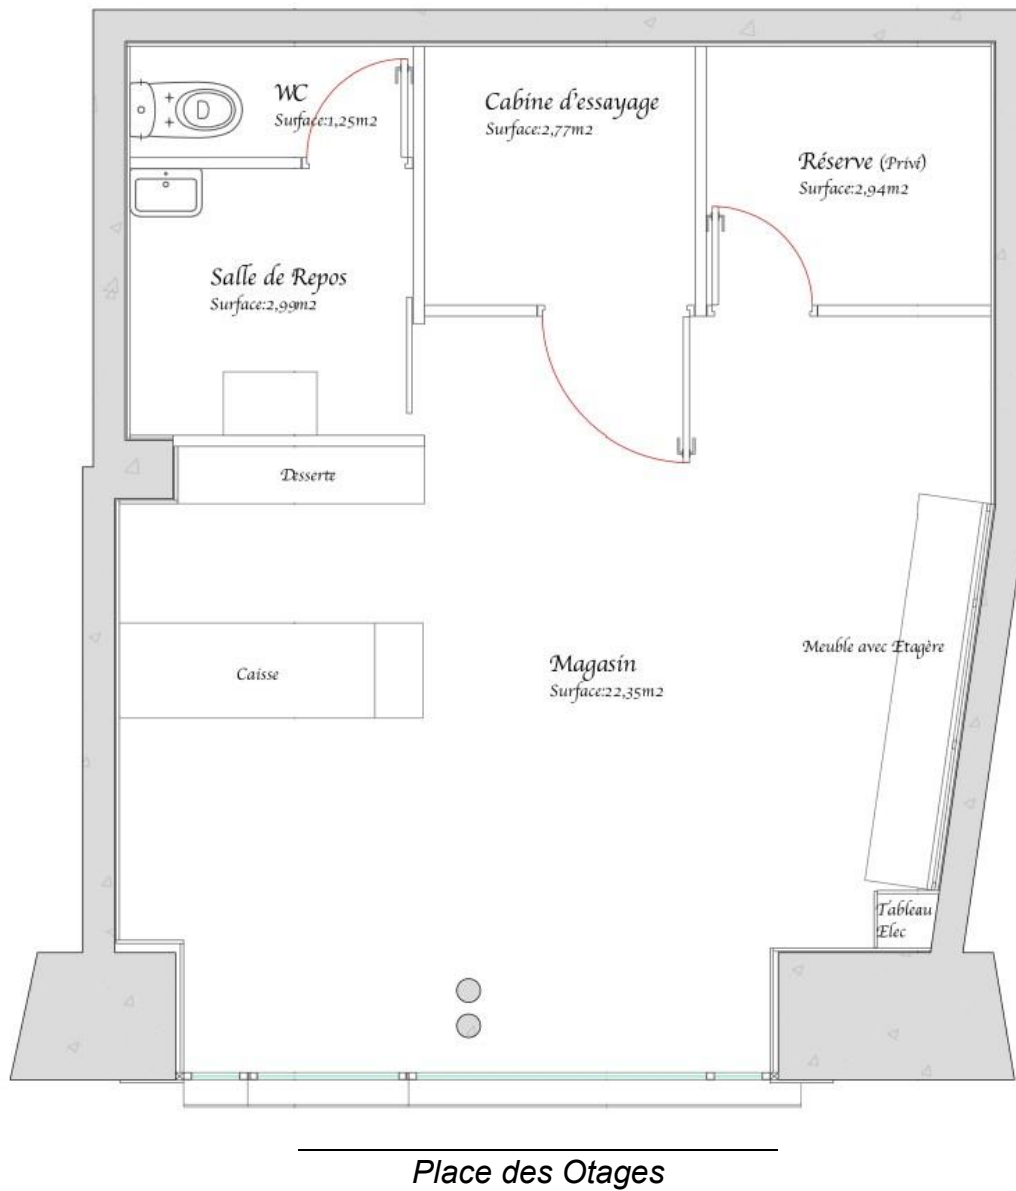 WC
Surface:1,25m2
Cabine d'essayage
Surface:2,77m2
Réserve (Privé)
Surface:2,94m2
Salle de Repos
Surface:2,99m2
Desserte
Caisse
Magasin
Surface:22,35m2
Meuble avec Etagère
Tableau
Elec
Place des Otages